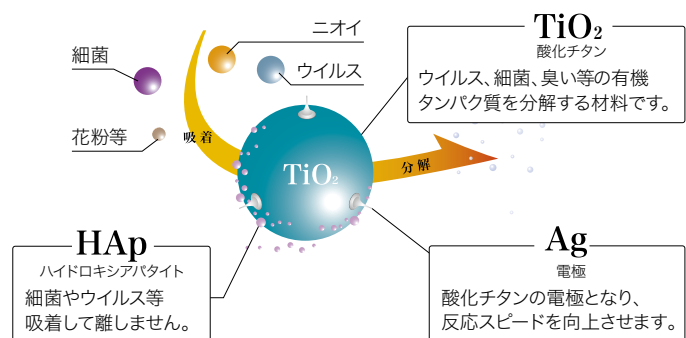 ニオイ
細菌
ウイルス
花粉等
吸着
TiO₂
分解
TiO₂
酸化チタン
ウイルス、細菌、臭い等の有機
タンパク質を分解する材料です。
HAp
ハイドロキシアパタイト
細菌やウイルス等
吸着して離しません。
Ag
電極
酸化チタンの電極となり、
反応スピードを向上させます。